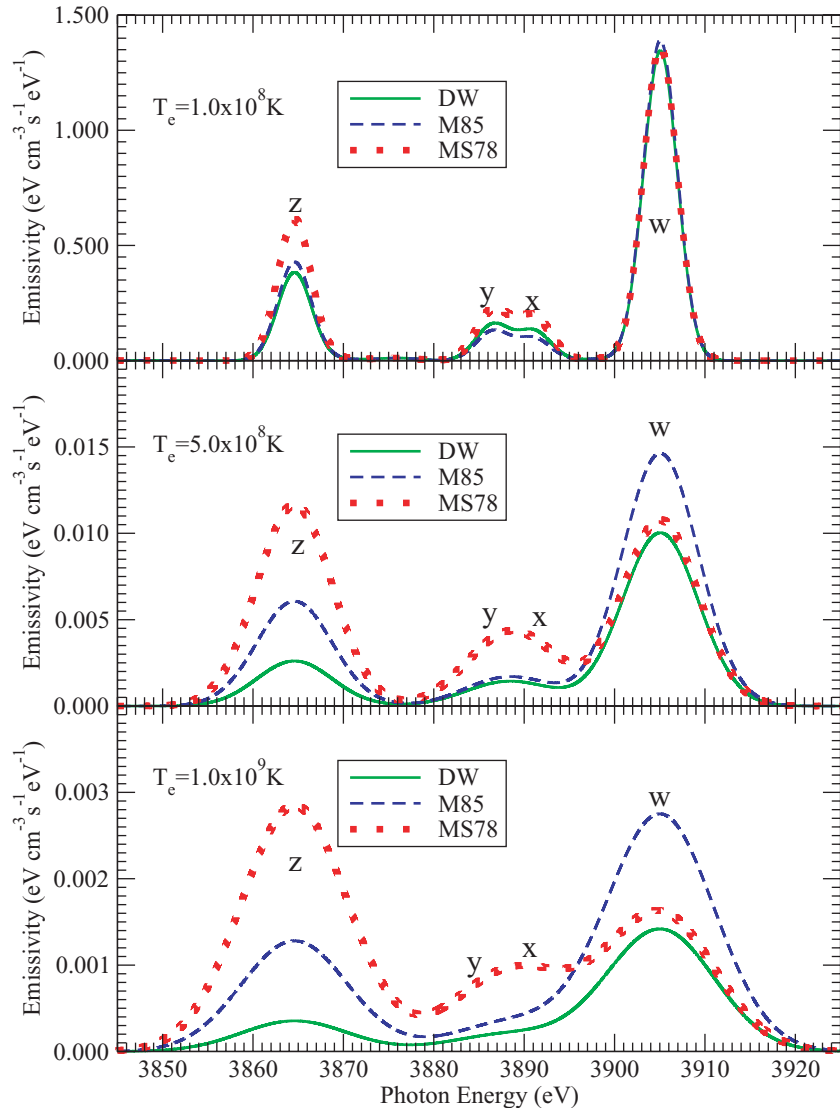 1.500
1.000
0.500
0.000
Emissivity (eV cm⁻³ s⁻¹ eV⁻¹)
Tₑ=1.0x10⁸K
DW
M85
MS78
z
y
x
w
0.015
0.010
0.005
0.000
Emissivity (eV cm⁻³ s⁻¹ eV⁻¹)
Tₑ=5.0x10⁸K
DW
M85
MS78
z
y
x
w
0.003
0.002
0.001
0.000
Emissivity (eV cm⁻³ s⁻¹ eV⁻¹)
Tₑ=1.0x10⁹K
DW
M85
MS78
z
y
x
w
3850 3860 3870 3880 3890 3900 3910 3920
Photon Energy (eV)